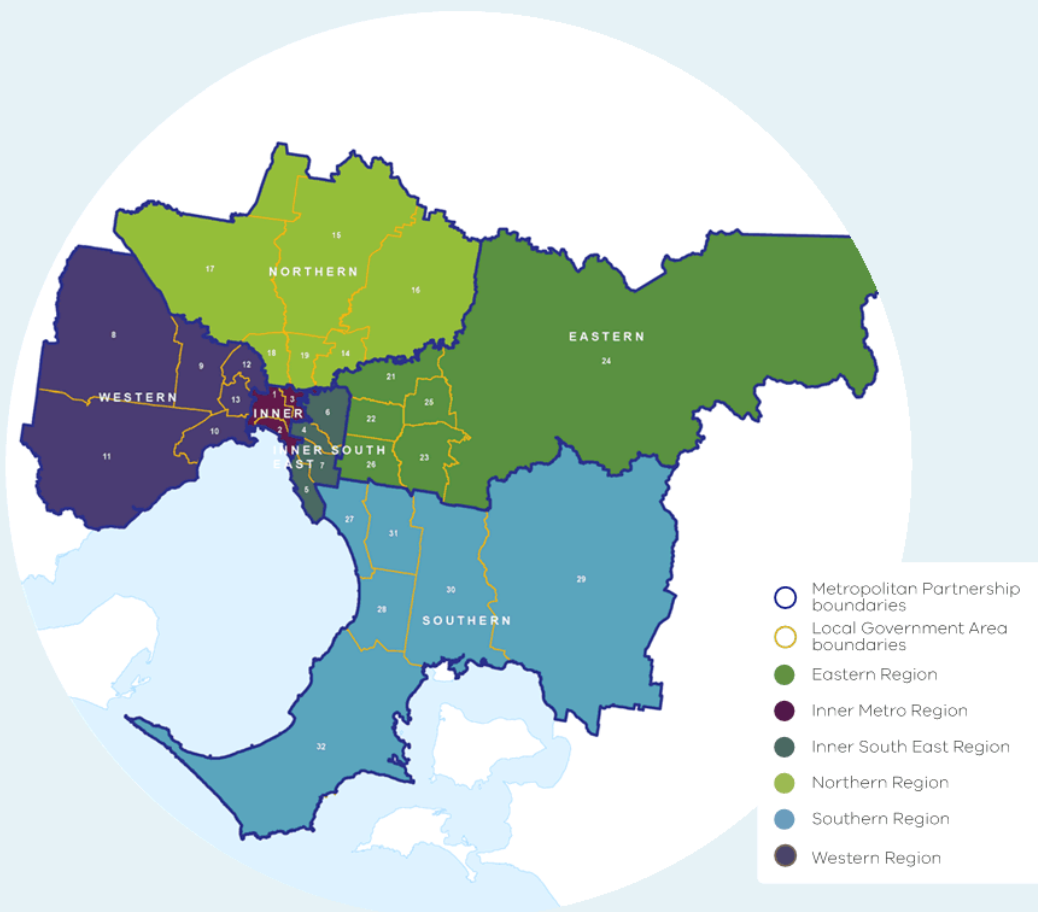 15
NORTHERN
17
16
8
EASTERN
24
18
19
14
9
12
21
WESTERN
13
1
3
25
INNER
6
22
10
2
4
11
INNER SOUTH
EAST
7
26
23
5
27
31
29
30
28
SOUTHERN
32
Metropolitan Partnership
boundaries
Local Government Area
boundaries
Eastern Region
Inner Metro Region
Inner South East Region
Northern Region
Southern Region
Western Region